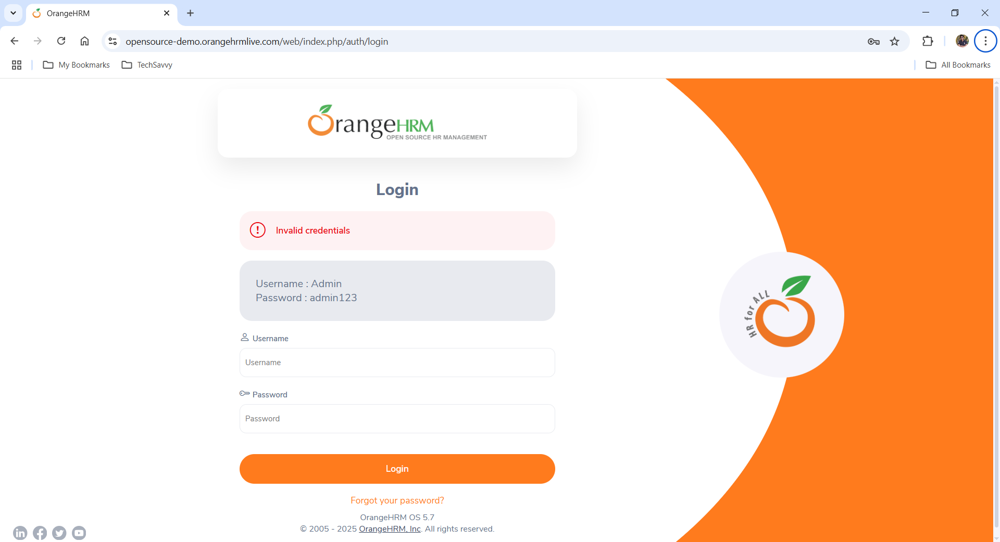 OrangeHRM
opensource-demo.orangehrmlive.com/web/index.php/auth/login
My Bookmarks
TechSavvy
All Bookmarks
OrangeHRM
OPEN SOURCE HR MANAGEMENT
Login
Invalid credentials
Username : Admin
Password : admin123
Username
Username
Password
Password
Login
Forgot your password?
OrangeHRM OS 5.7
© 2005 - 2025 OrangeHRM, Inc. All rights reserved.
HR for ALL